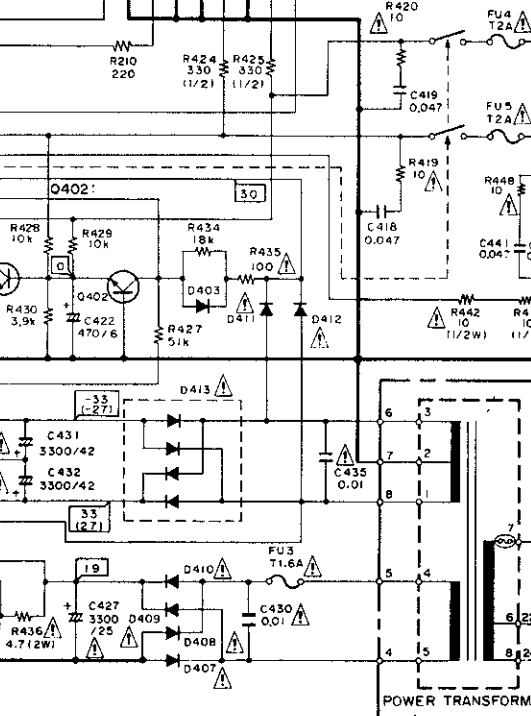 R420
10
FU4
T2A
R210
220
R424
330
(1/2)
R425
330
(1/2)
C419
0.047
FU5
T2A
R419
10
R448
10
Q402:
30
R428
10k
R429
10k
R434
18k
C418
0.047
C441
0
R435
100
Q402
D403
R430
3.9k
C422
470/6
R427
51k
D411
D412
R442
10
(1/2W)
10
-33
(-27)
D413
6
3
C431
3300/42
C432
3300/42
C435
0.01
7
2
8
1
33
(27)
7
FU3
T1.6A
19
D410
5
4
C427
3300
/25
D409
C430
0.01
R436
4.7(2W)
D408
6
D407
4
5
8
POWER TRANSFORM